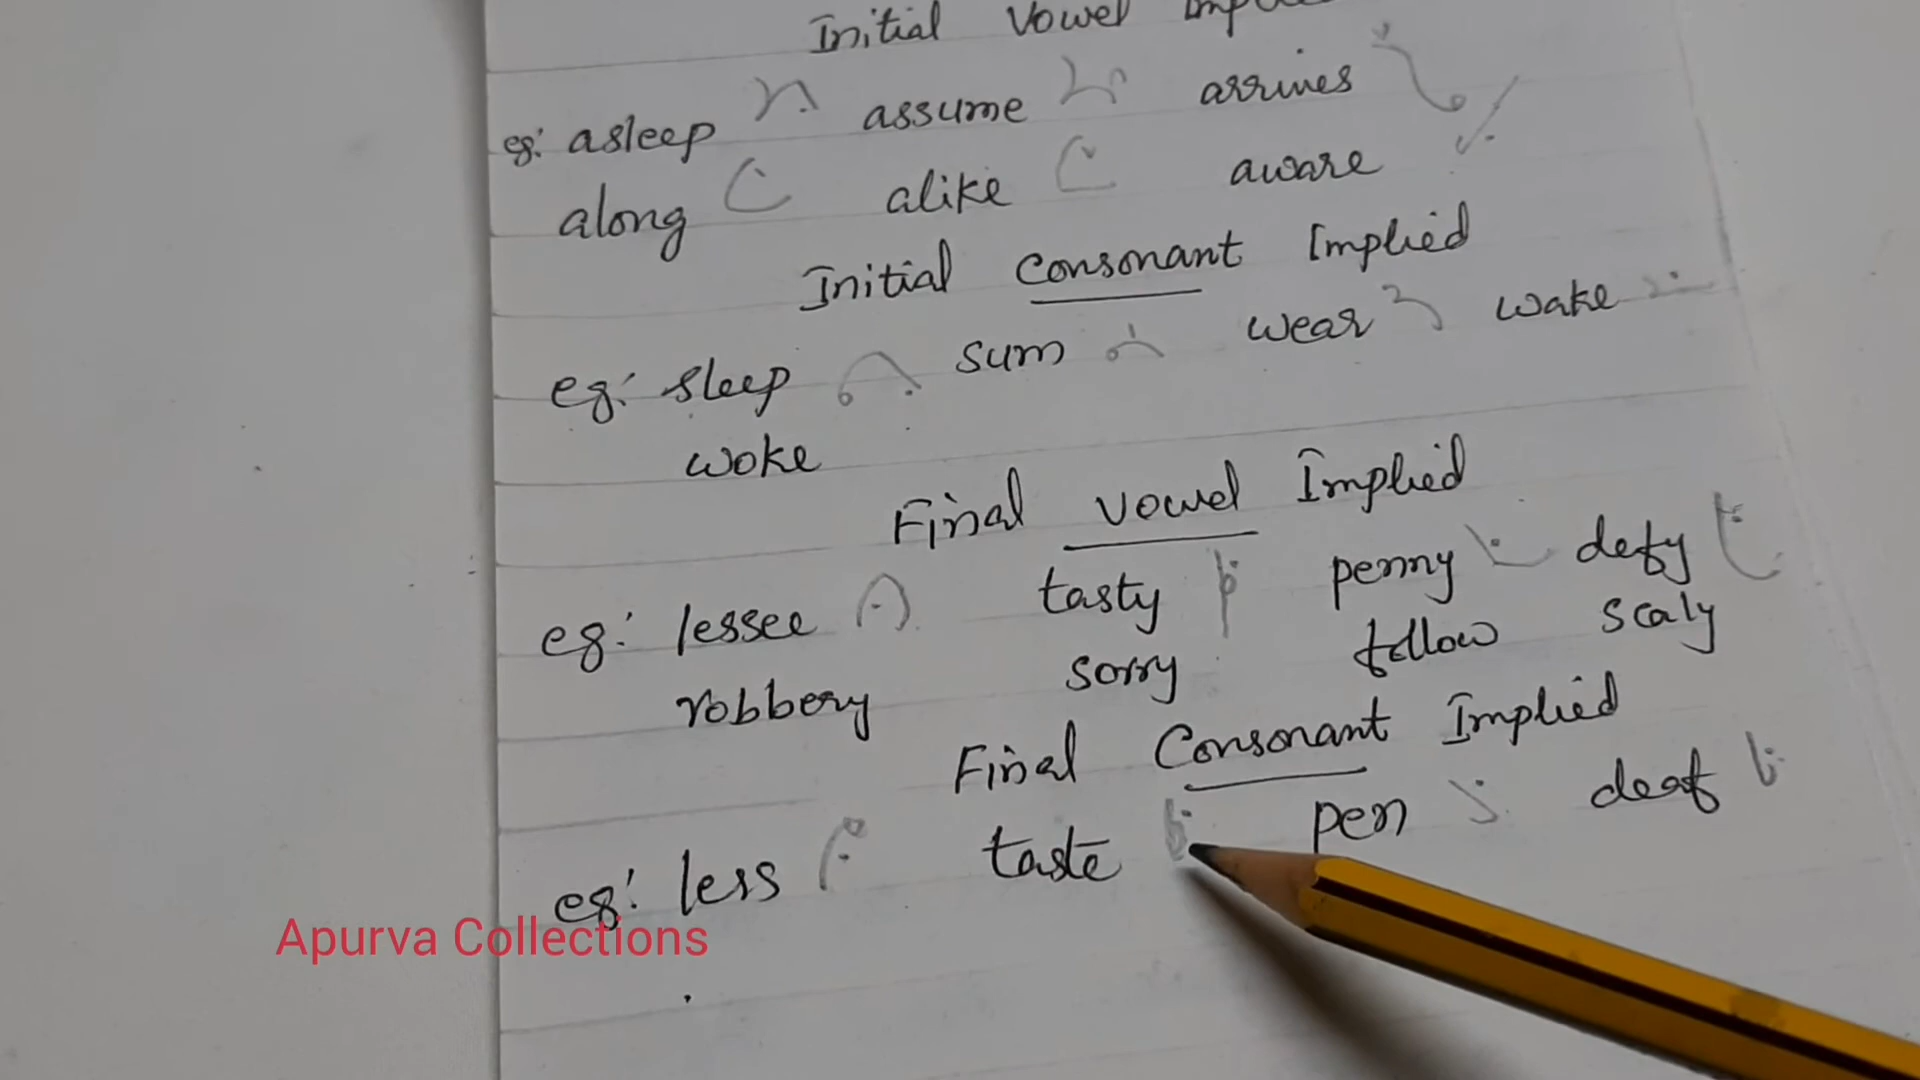 Initial Vowel
eg: asleep assume arrives
along alike aware
Initial Consonant Implied
eg: sleep sum wear wake
woke
Final Vowel Implied
eg: lessee tasty penny defy
robbery sorry follow scaly
Final Consonant Implied
eg: less taste pen deaf
Apurva Collections